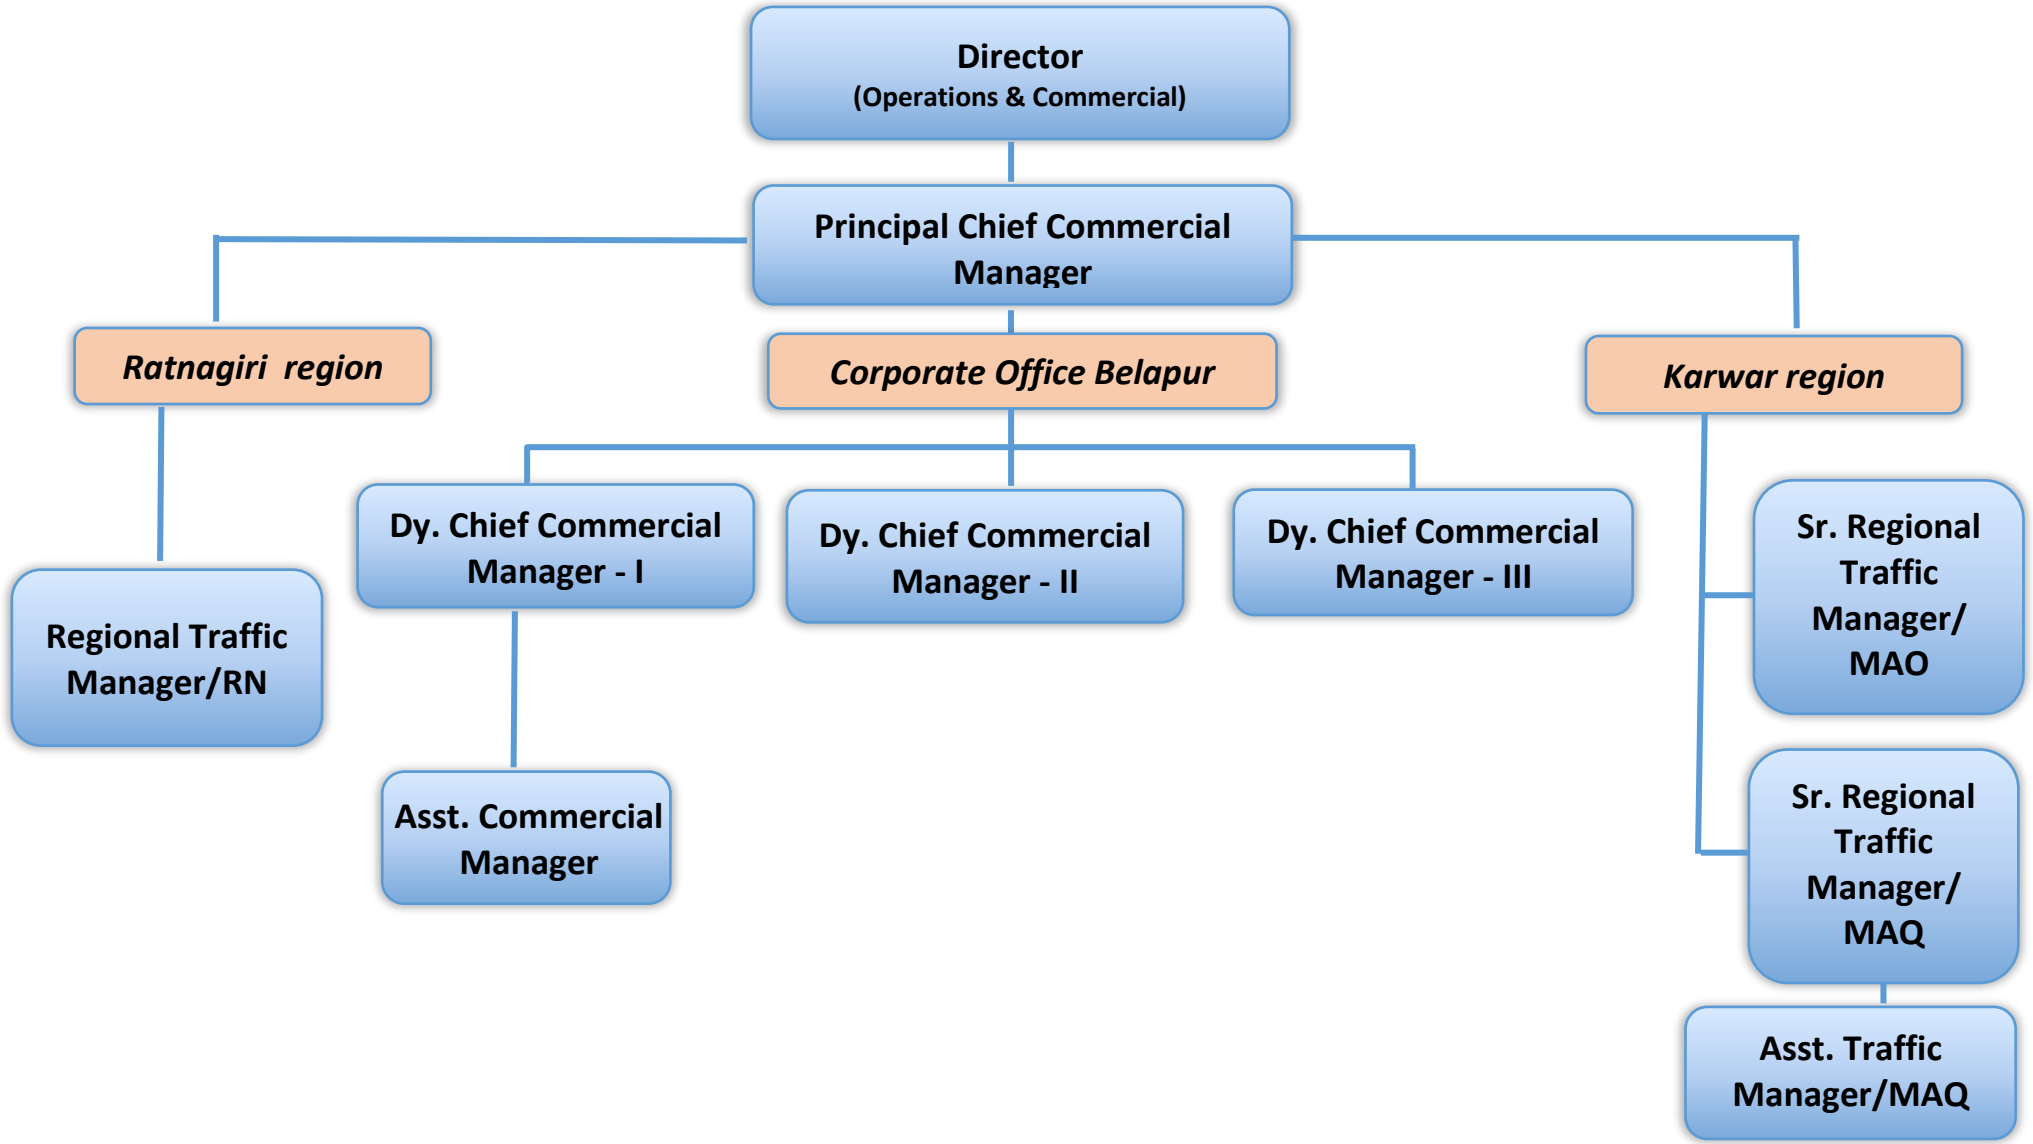 Director
(Operations & Commercial)
Principal Chief Commercial
Manager
Ratnagiri region
Corporate Office Belapur
Karwar region
Dy. Chief Commercial
Manager - I
Dy. Chief Commercial
Manager - II
Dy. Chief Commercial
Manager - III
Sr. Regional
Traffic
Manager/
MAO
Regional Traffic
Manager/RN
Asst. Commercial
Manager
Sr. Regional
Traffic
Manager/
MAQ
Asst. Traffic
Manager/MAQ